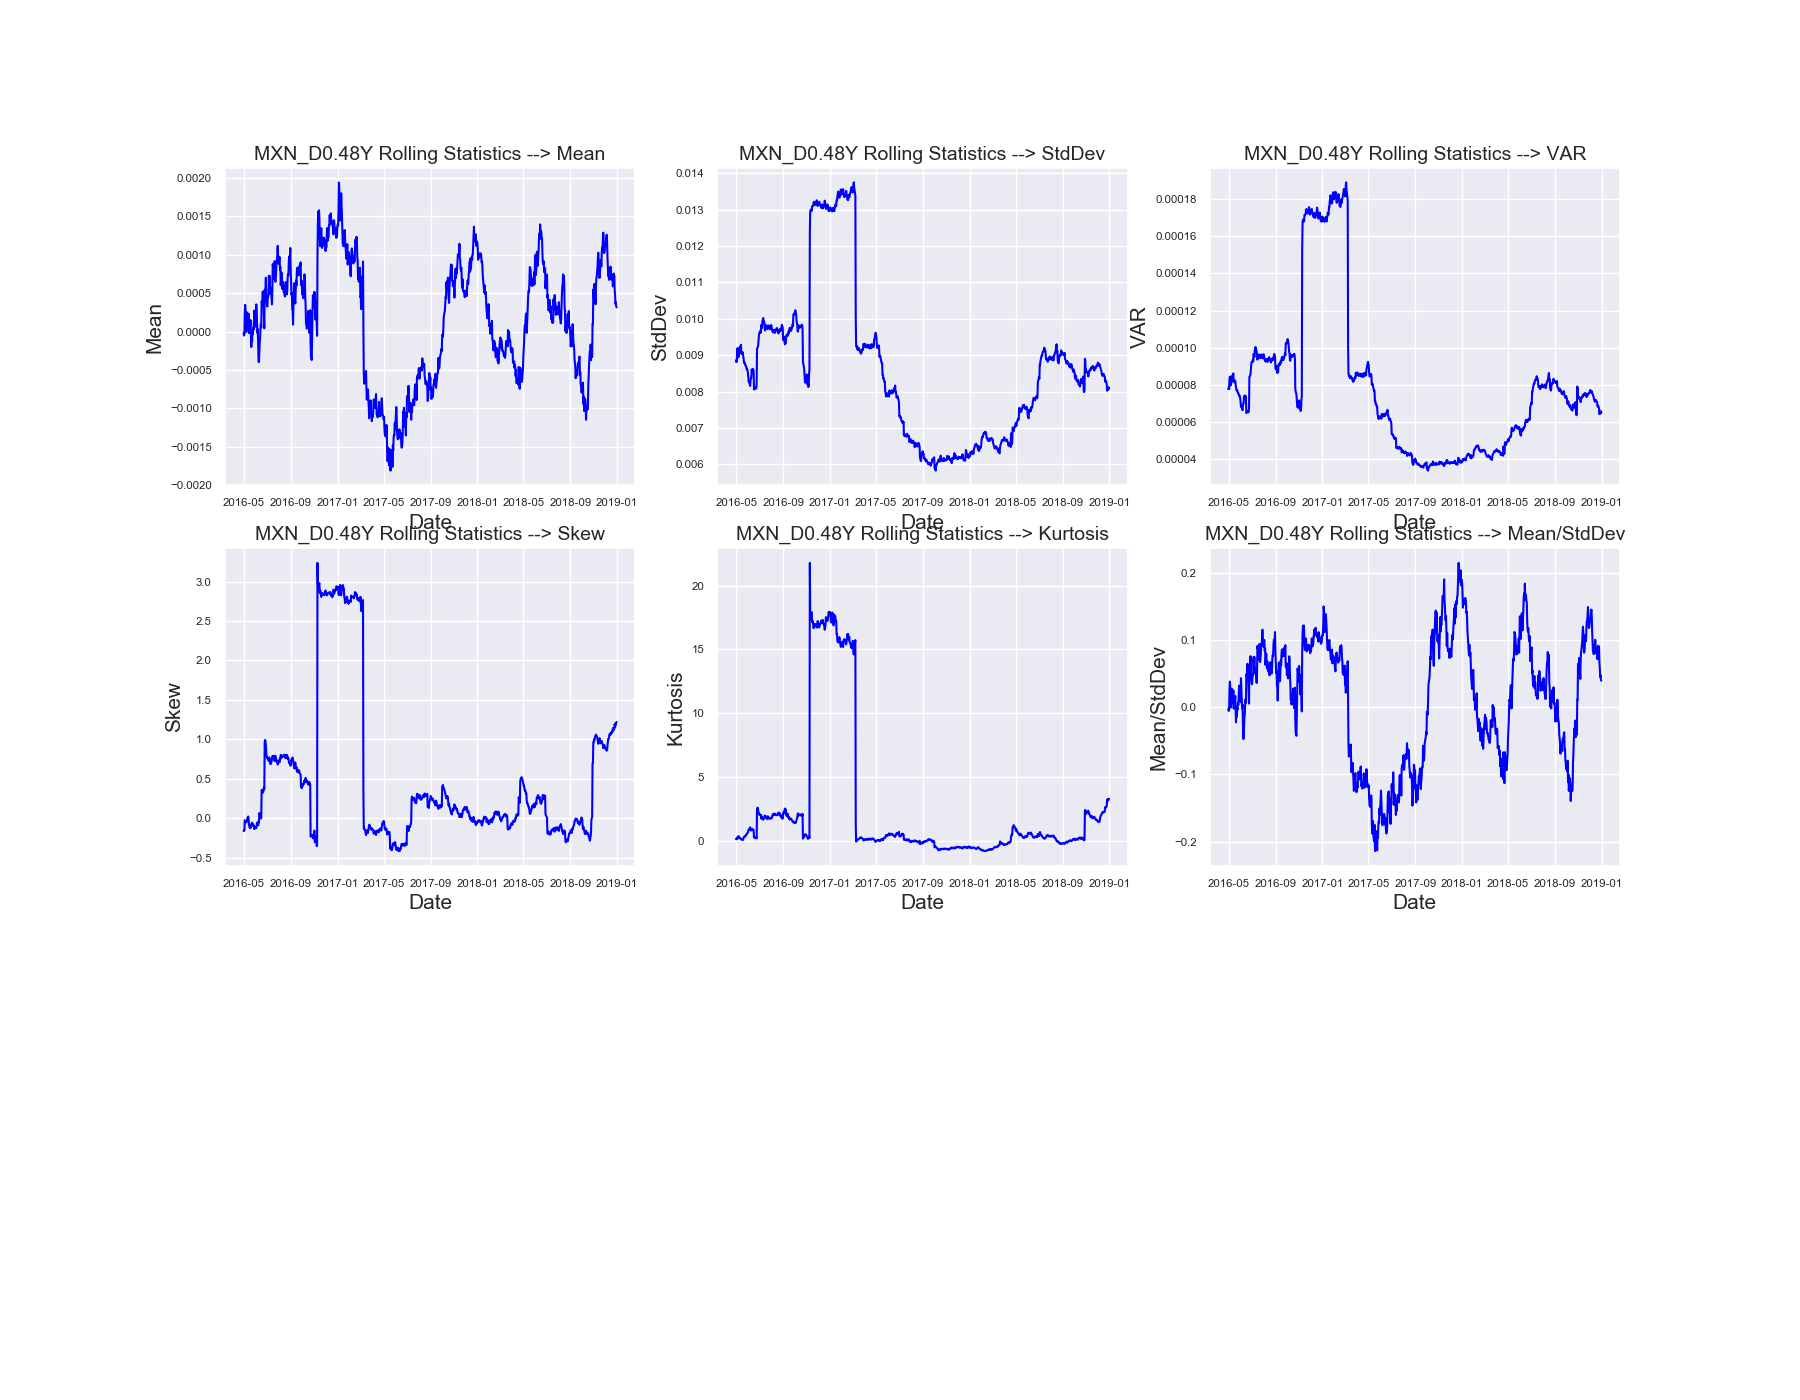 MXN_D0.48Y Rolling Statistics --> Mean
0.0020
0.0015
0.0010
0.0005
0.0000
−0.0005
−0.0010
−0.0015
−0.0020
Mean
2016-05 2016-09 2017-01 2017-05 2017-09 2018-01 2018-05 2018-09 2019-01
Date
MXN_D0.48Y Rolling Statistics --> StdDev
0.014
0.013
0.012
0.011
0.010
0.009
0.008
0.007
0.006
StdDev
2016-05 2016-09 2017-01 2017-05 2017-09 2018-01 2018-05 2018-09 2019-01
Date
MXN_D0.48Y Rolling Statistics --> VAR
0.00018
0.00016
0.00014
0.00012
0.00010
0.00008
0.00006
0.00004
VAR
2016-05 2016-09 2017-01 2017-05 2017-09 2018-01 2018-05 2018-09 2019-01
Date
MXN_D0.48Y Rolling Statistics --> Skew
3.0
2.5
2.0
1.5
1.0
0.5
0.0
−0.5
Skew
2016-05 2016-09 2017-01 2017-05 2017-09 2018-01 2018-05 2018-09 2019-01
Date
MXN_D0.48Y Rolling Statistics --> Kurtosis
20
15
10
5
0
Kurtosis
2016-05 2016-09 2017-01 2017-05 2017-09 2018-01 2018-05 2018-09 2019-01
Date
MXN_D0.48Y Rolling Statistics --> Mean/StdDev
0.2
0.1
0.0
−0.1
−0.2
Mean/StdDev
2016-05 2016-09 2017-01 2017-05 2017-09 2018-01 2018-05 2018-09 2019-01
Date